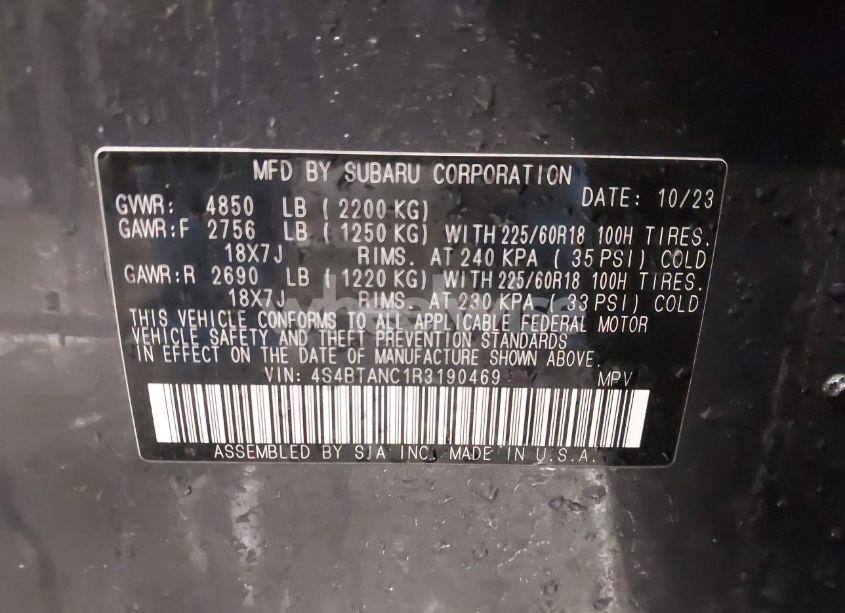 MFD BY SUBARU CORPORATION
DATE: 10/23
GVWR: 4850 LB (2200 KG)
GAWR:F 2756 LB (1250 KG) WITH 225/60R18 100H TIRES.
18X7J RIMS. AT 240 KPA (35 PSI) COLD
GAWR:R 2690 LB (1220 KG) WITH 225/60R18 100H TIRES.
18X7J RIMS. AT 230 KPA (33 PSI) COLD
THIS VEHICLE CONFORMS TO ALL APPLICABLE FEDERAL MOTOR
VEHICLE SAFETY AND THEFT PREVENTION STANDARDS
IN EFFECT ON THE DATE OF MANUFACTURE SHOWN ABOVE.
VIN: 4S4BTANC1R3190469 MPV
ASSEMBLED BY SIA INC. MADE IN U.S.A.